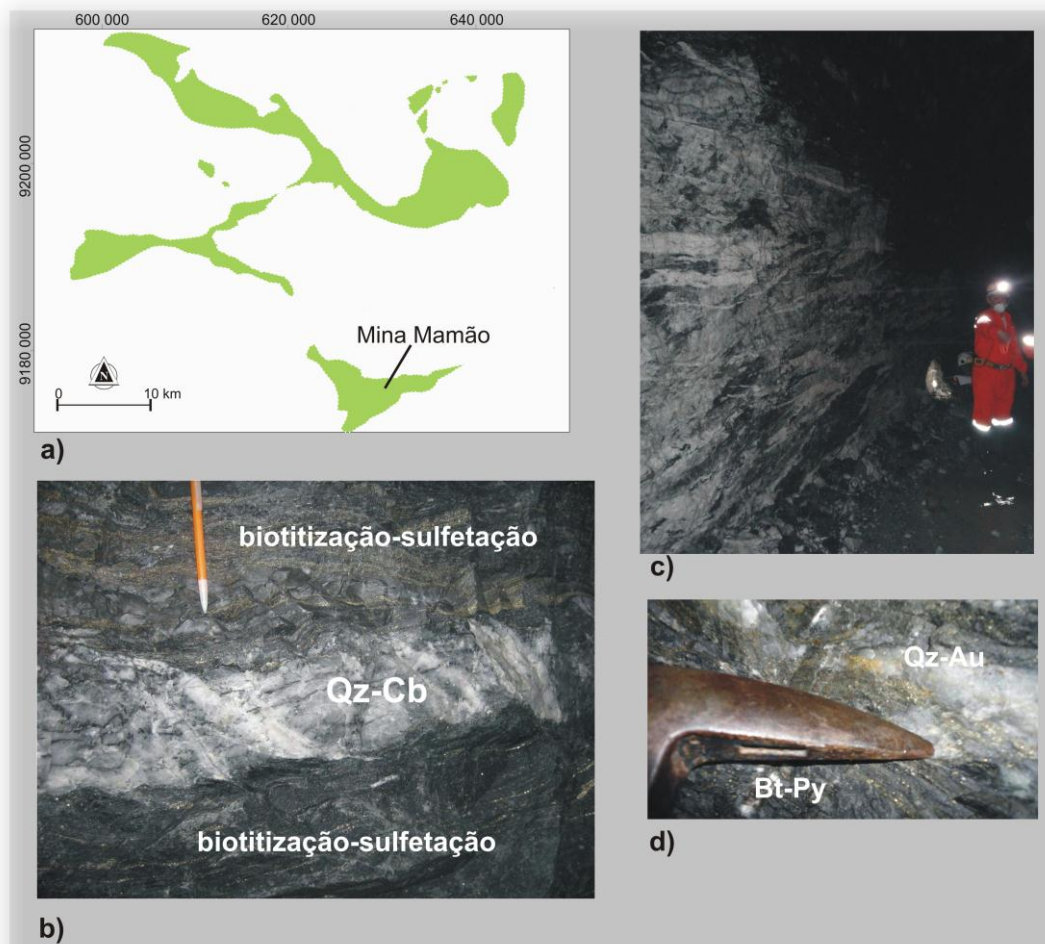 600 000
620 000
640 000
9200 000
9180 000
Mina Mamão
N
0
10 km
a)
biotitização-sulfetação
Qz-Cb
biotitização-sulfetação
b)
c)
Qz-Au
Bt-Py
d)